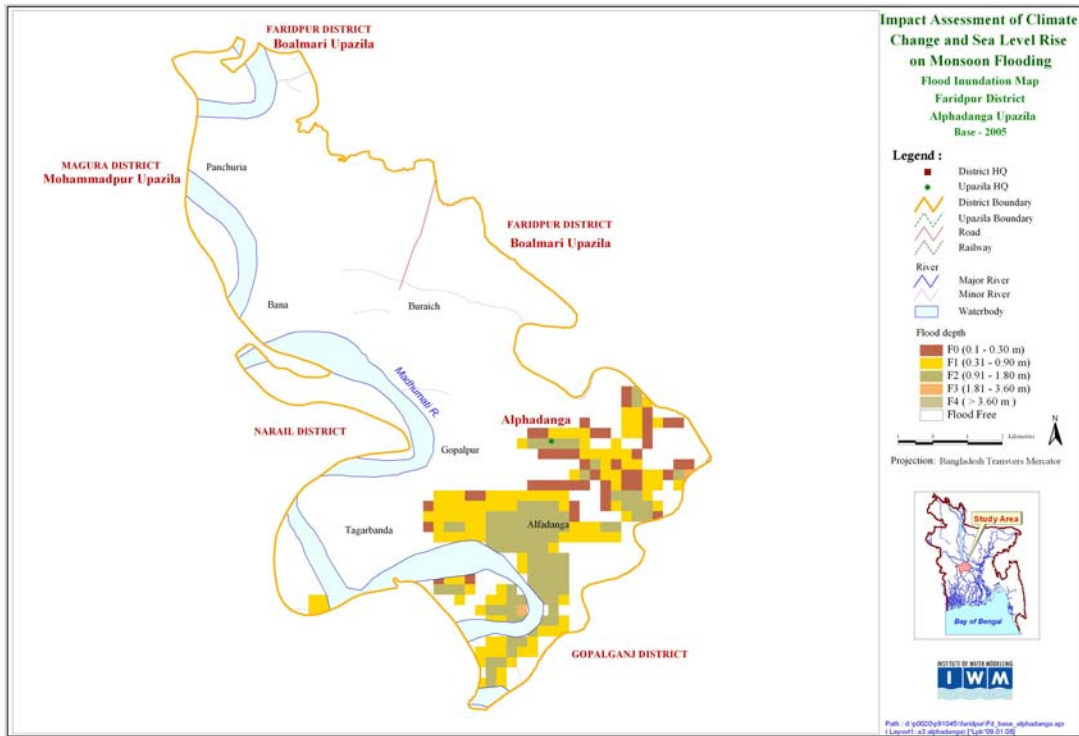 FARIDPUR DISTRICT
Boalmari Upazila
MAGURA DISTRICT
Mohammadpur Upazila
Panchuria
FARIDPUR DISTRICT
Boalmari Upazila
Bana
Buraich
Madhumati R.
NARAIL DISTRICT
Alphadanga
Gopalpur
Tagarbanda
Alfadanga
GOPALGANJ DISTRICT
Impact Assessment of Climate
Change and Sea Level Rise
on Monsoon Flooding
Flood Inundation Map
Faridpur District
Alphadanga Upazila
Base - 2005
Legend :
District HQ
Upazila HQ
District Boundary
Upazila Boundary
Road
Railway
River
Major River
Minor River
Waterbody
Flood depth
F0 (0.1 - 0.30 m)
F1 (0.31 - 0.90 m)
F2 (0.91 - 1.80 m)
F3 (1.81 - 3.60 m)
F4 ( > 3.60 m )
Flood Free
N
Kilometres
Projection: Bangladesh Transvers Mercator
Study Area
Bay of Bengal
INSTITUTE OF WATER MODELLING
IWM